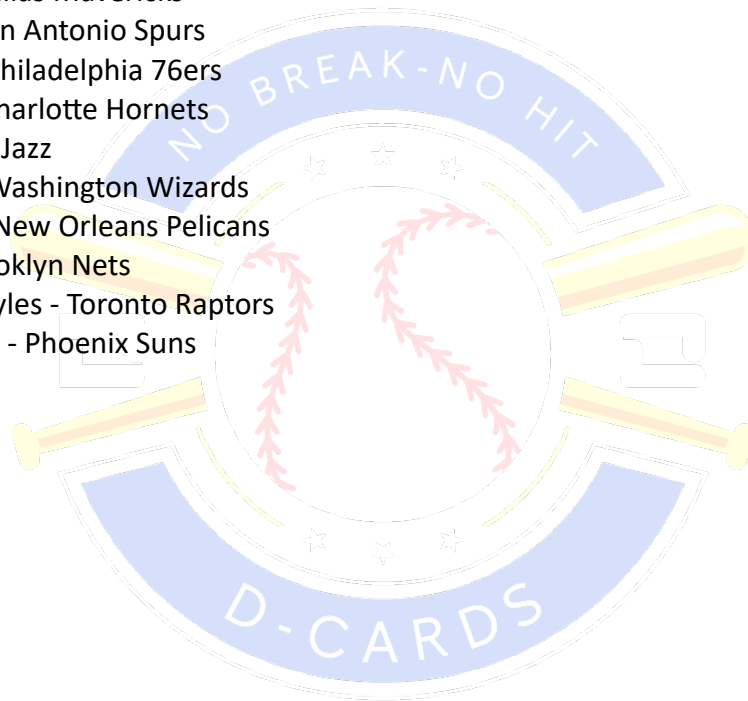 n Antonio Spurs
hiladelphia 76ers
harlotte Hornets
Jazz
Washington Wizards
New Orleans Pelicans
oklyn Nets
yles - Toronto Raptors
- Phoenix Suns
NO BREAK-NO HIT
D-CARDS